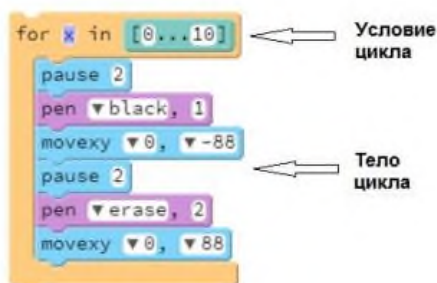 for x in [0...10]
Условие
цикла
pause 2
pen ▼black, 1
movexy ▼0, ▼-88
pause 2
Тело
цикла
pen ▼erase, 2
movexy ▼0, ▼88